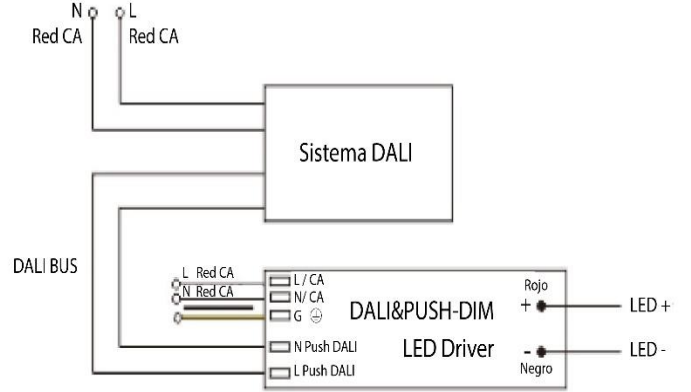 N L
Red CA Red CA
Sistema DALI
DALI BUS
L Red CA
N Red CA
L / CA
N/ CA
G
N Push DALI
L Push DALI
DALI&PUSH-DIM
LED Driver
Rojo
+
-
Negro
LED +
LED -